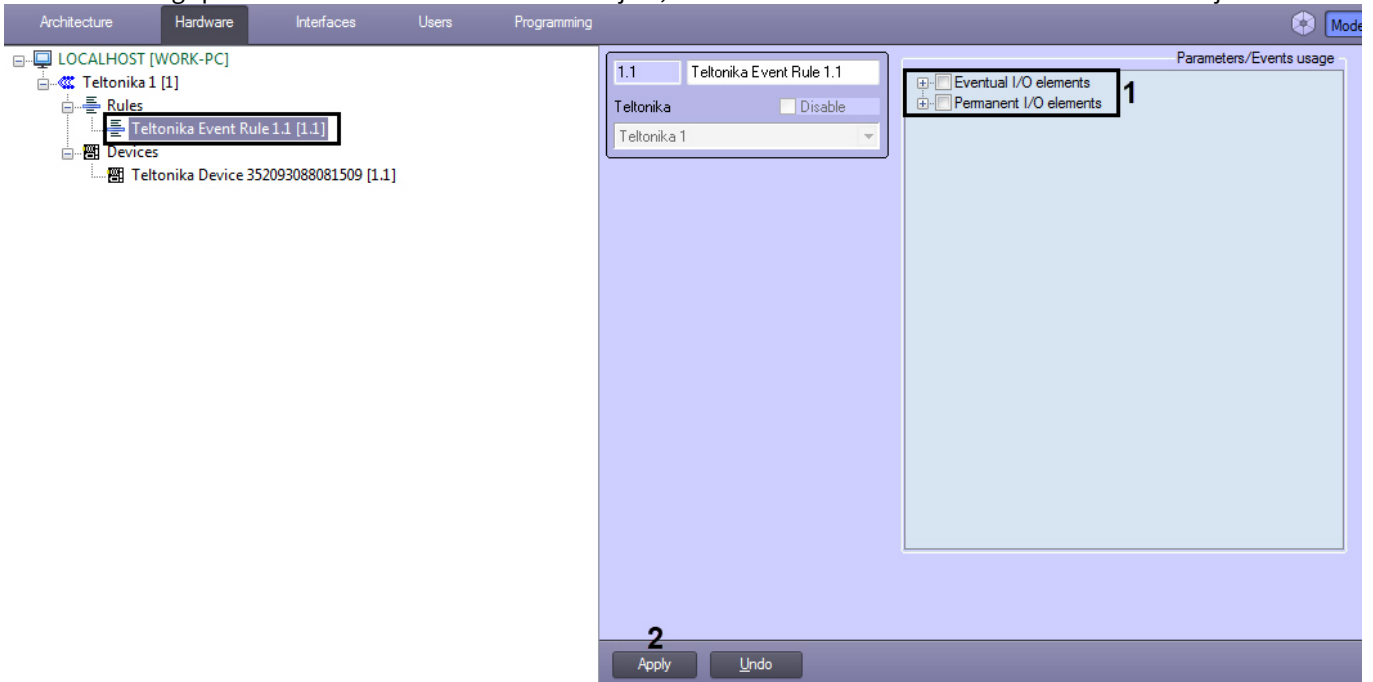 Architecture Hardware Interfaces Users Programming Mode
LOCALHOST [WORK-PC]
Teltonika 1 [1]
Rules
Teltonika Event Rule 1.1 [1.1]
Devices
Teltonika Device 352093088081509 [1.1]
1.1 Teltonika Event Rule 1.1
Teltonika Disable
Teltonika 1
Parameters/Events usage
Eventual I/O elements
Permanent I/O elements
1
2
Apply Undo